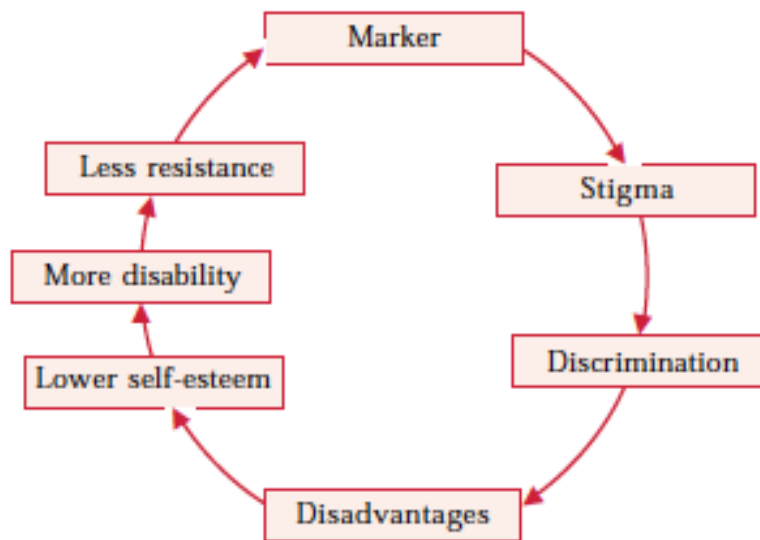 Marker
Stigma
Discrimination
Disadvantages
Lower self-esteem
More disability
Less resistance